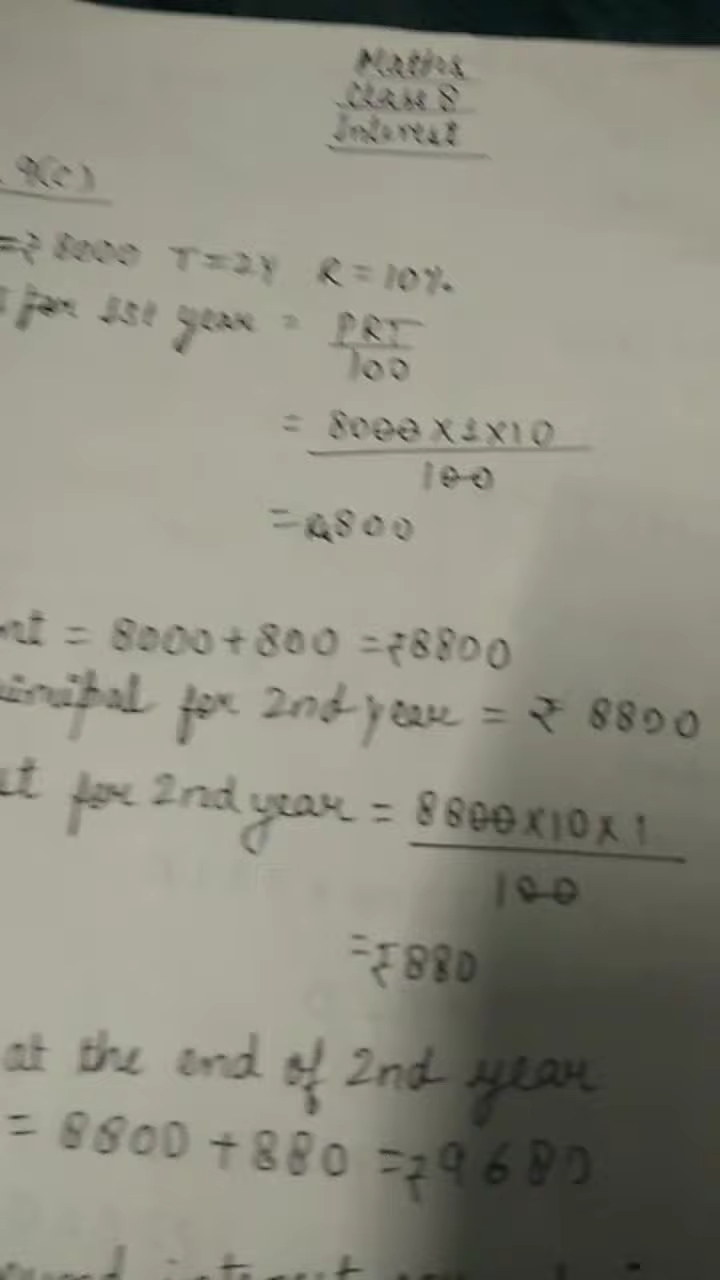 Maths
Class 8
Interest
9(c)
=₹ 8000 T=2Y R = 10%
for 1st year = PRT
100
= 8000 X 1 X 10
100
= 800
nt = 8000 + 800 = ₹8800
for 2nd year = ₹ 8800
for 2nd year = 8800 X 10 X 1
100
= ₹880
at the end of 2nd year
= 8800 + 880 = ₹9680
interest